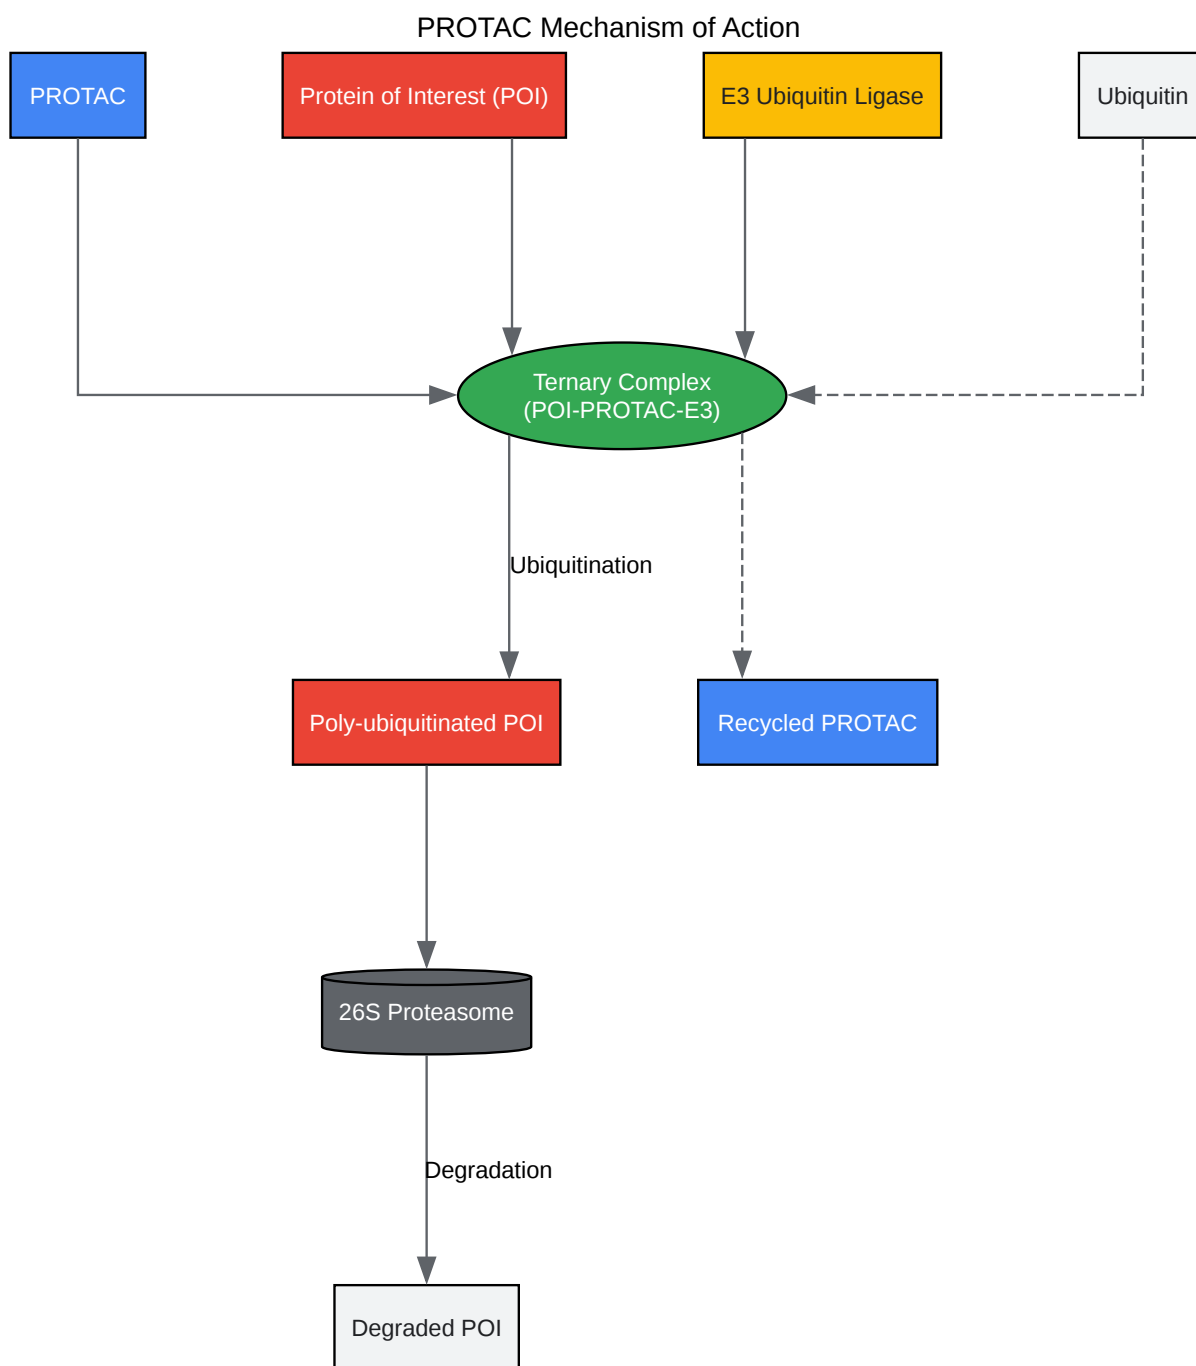 PROTAC Mechanism of Action
PROTAC
Protein of Interest (POI)
E3 Ubiquitin Ligase
Ubiquitin
Ternary Complex
(POI-PROTAC-E3)
Ubiquitination
Poly-ubiquitinated POI
Recycled PROTAC
26S Proteasome
Degradation
Degraded POI